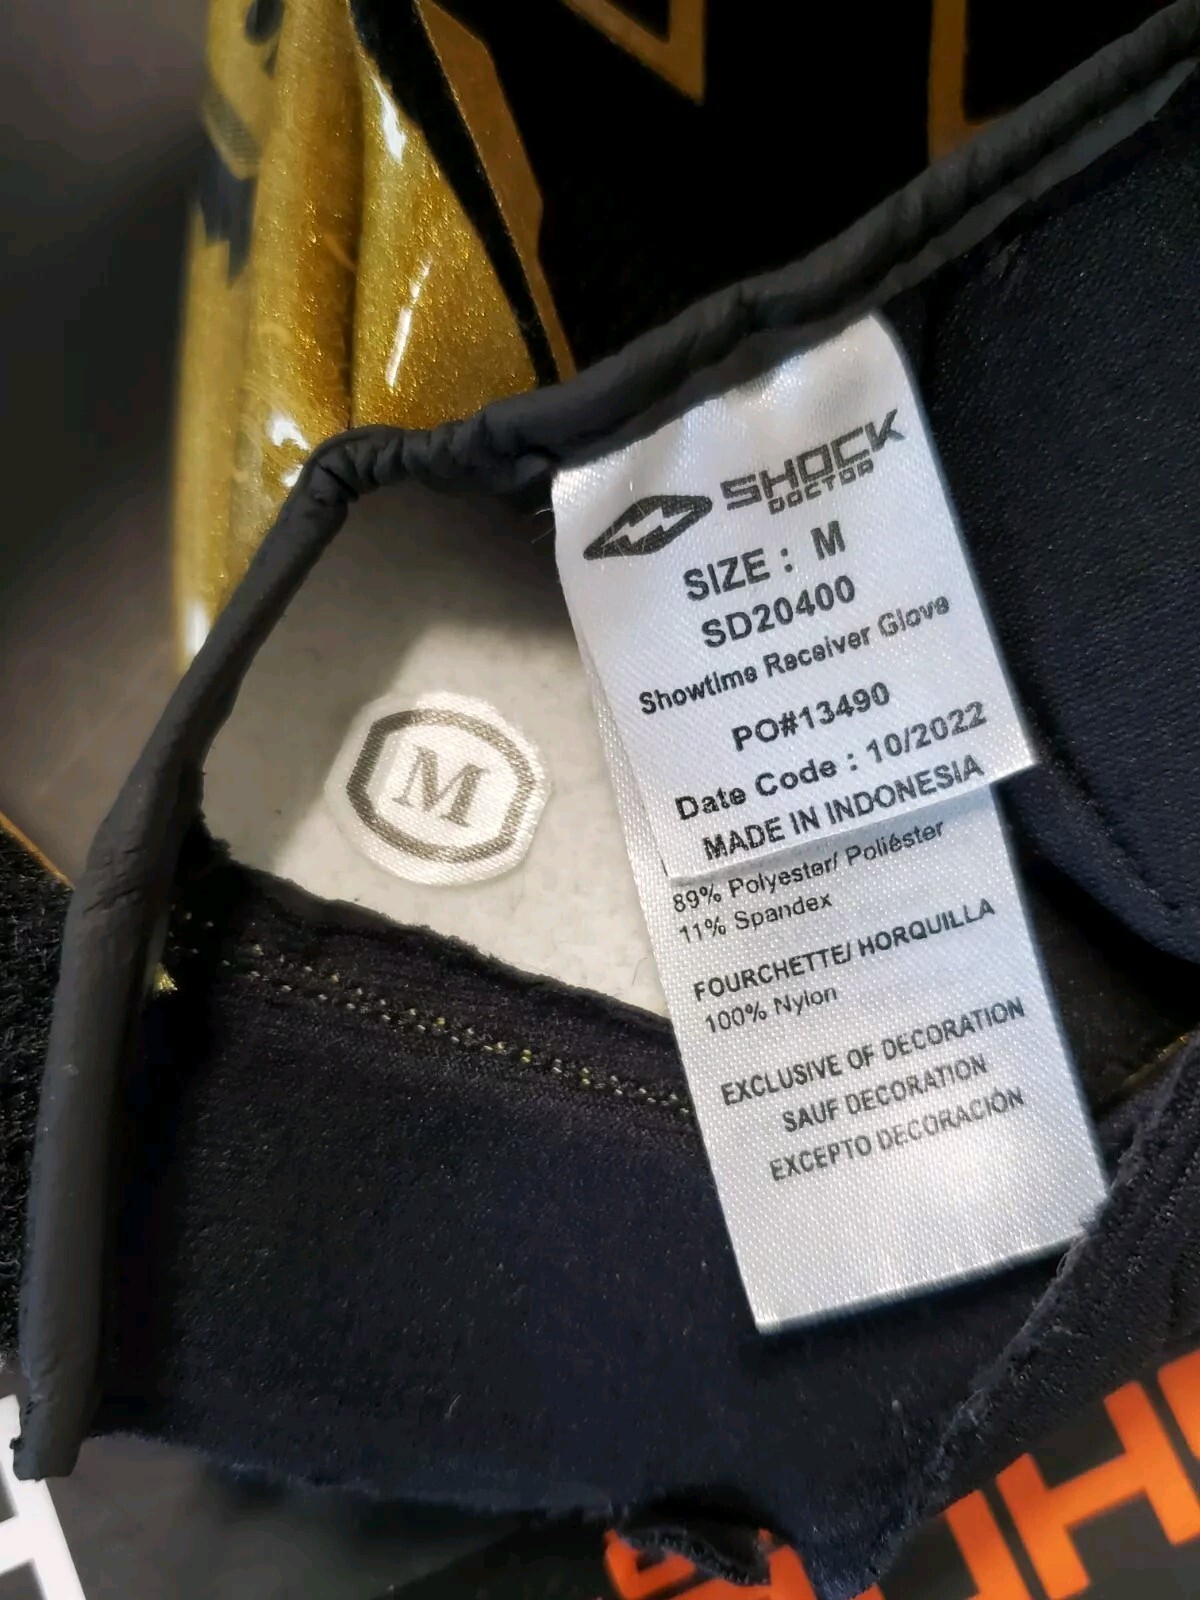 SHOCK
DOCTOR
SIZE : M
SD20400
Showtime Receiver Glove
PO#13490
Date Code : 10/2022
MADE IN INDONESIA
89% Polyester/ Poliéster
11% Spandex
FOURCHETTE/ HORQUILLA
100% Nylon
EXCLUSIVE OF DECORATION
SAUF DECORATION
EXCEPTO DECORACIÓN
M